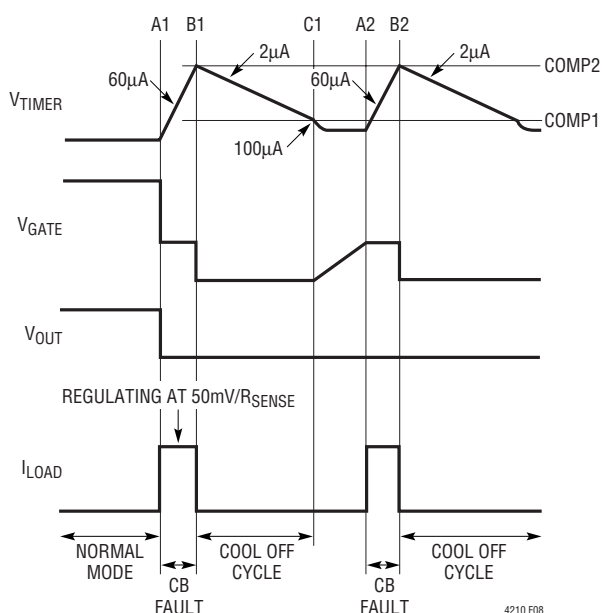 A1 B1 C1 A2 B2
2µA 2µA
COMP2
60µA 60µA
VTIMER
COMP1
100µA
VGATE
VOUT
REGULATING AT 50mV/RSENSE
ILOAD
NORMAL MODE
CB FAULT
COOL OFF CYCLE
CB FAULT
COOL OFF CYCLE
4210 F08